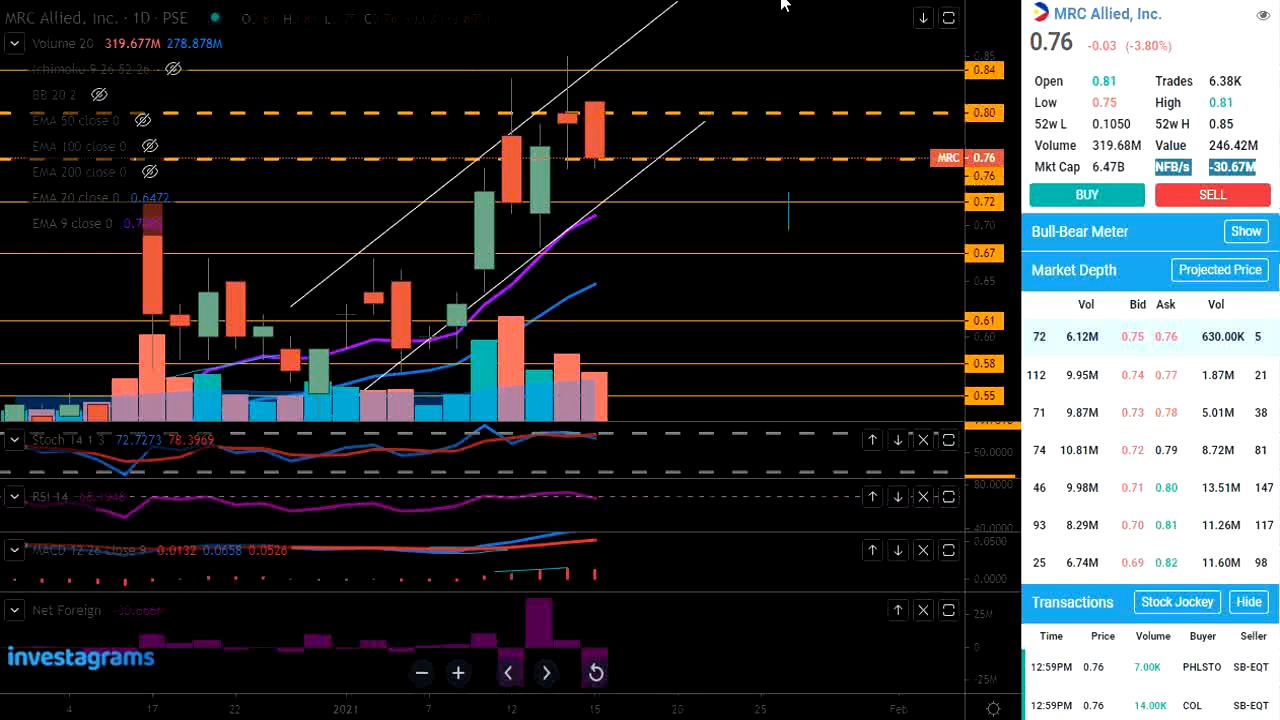 MRC Allied, Inc. · 1D · PSE
Volume 20 319.677M 278.878M
Ichimoku 9 26 52 26
BB 20 2
EMA 50 close 0
EMA 100 close 0
EMA 200 close 0
EMA 20 close 0 0.6472
EMA 9 close 0
0.85
0.84
0.80
MRC 0.76
0.76
0.72
0.70
0.67
0.65
0.61
0.60
0.58
0.55
Stoch 14 1 3 72.7273 78.3969
50.0000
RSI 14
80.0000
40.0000
MACD 12 26 close 9 0.0132 0.0658 0.0526
0.0500
0.0000
Net Foreign
25M
0
-25M
investagrams
4 17 22 2021 7 12 15 20 25 Feb
MRC Allied, Inc.
0.76 -0.03 (-3.80%)
Open 0.81 Trades 6.38K
Low 0.75 High 0.81
52w L 0.1050 52w H 0.85
Volume 319.68M Value 246.42M
Mkt Cap 6.47B NFB/s -30.67M
BUY SELL
Bull-Bear Meter Show
Market Depth Projected Price
Vol Bid Ask Vol
72 6.12M 0.75 0.76 630.00K 5
112 9.95M 0.74 0.77 1.87M 21
71 9.87M 0.73 0.78 5.01M 38
74 10.81M 0.72 0.79 8.72M 81
46 9.98M 0.71 0.80 13.51M 147
93 8.29M 0.70 0.81 11.26M 117
25 6.74M 0.69 0.82 11.60M 98
Transactions Stock Jockey Hide
Time Price Volume Buyer Seller
12:59PM 0.76 7.00K PHLSTO SB-EQT
12:59PM 0.76 14.00K COL SB-EQT